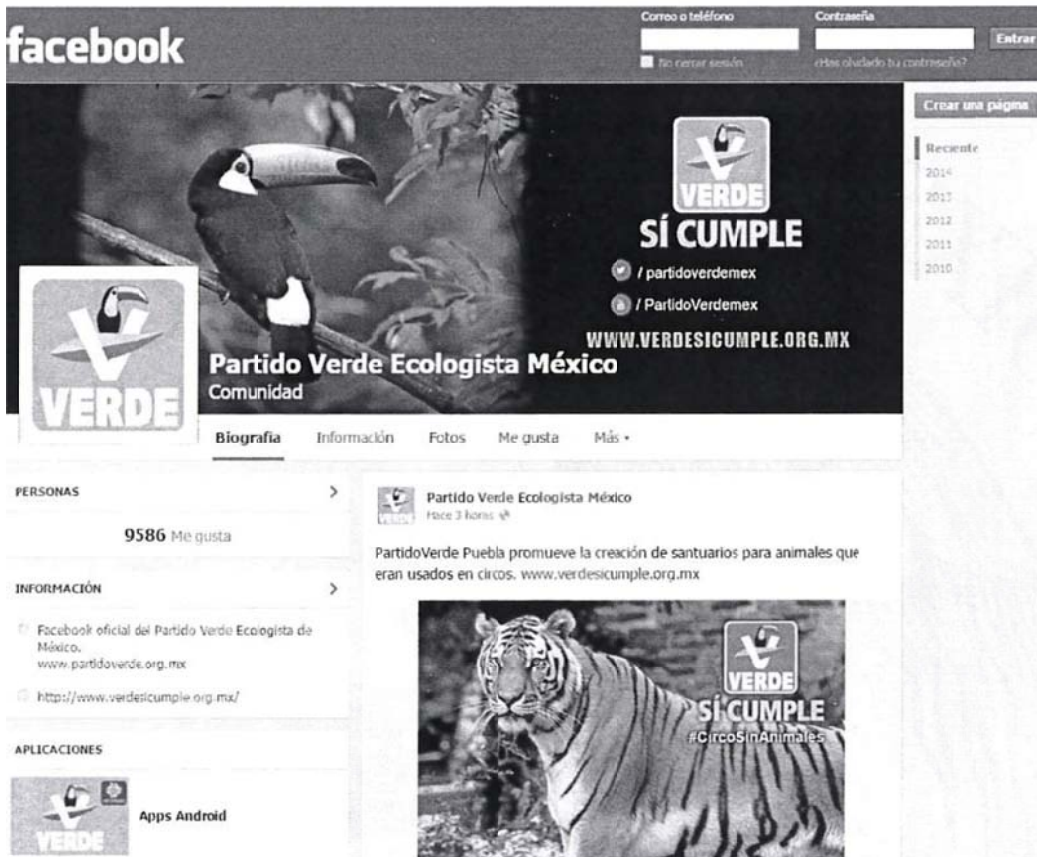 facebook
Correo o teléfono
Contraseña
Entrar
No cerrar sesión
¿Has olvidado tu contraseña?
Crear una página
Reciente
2014
2013
2012
2011
2010
VERDE
SÍ CUMPLE
/ partidoverdemex
/ PartidoVerdemex
WWW.VERDESICUMPLE.ORG.MX
VERDE
Partido Verde Ecologista México
Comunidad
Biografía Información Fotos Me gusta Más
PERSONAS
9586 Me gusta
INFORMACIÓN
Facebook oficial del Partido Verde Ecologista de
México.
www.partidoverde.org.mx
http://www.verdesicumple.org.mx/
APLICACIONES
VERDE
Apps Android
VERDE
Partido Verde Ecologista México
Hace 3 horas
PartidoVerde Puebla promueve la creación de santuarios para animales que
eran usados en circos. www.verdesicumple.org.mx
VERDE
SÍ CUMPLE
#CircoSinAnimales